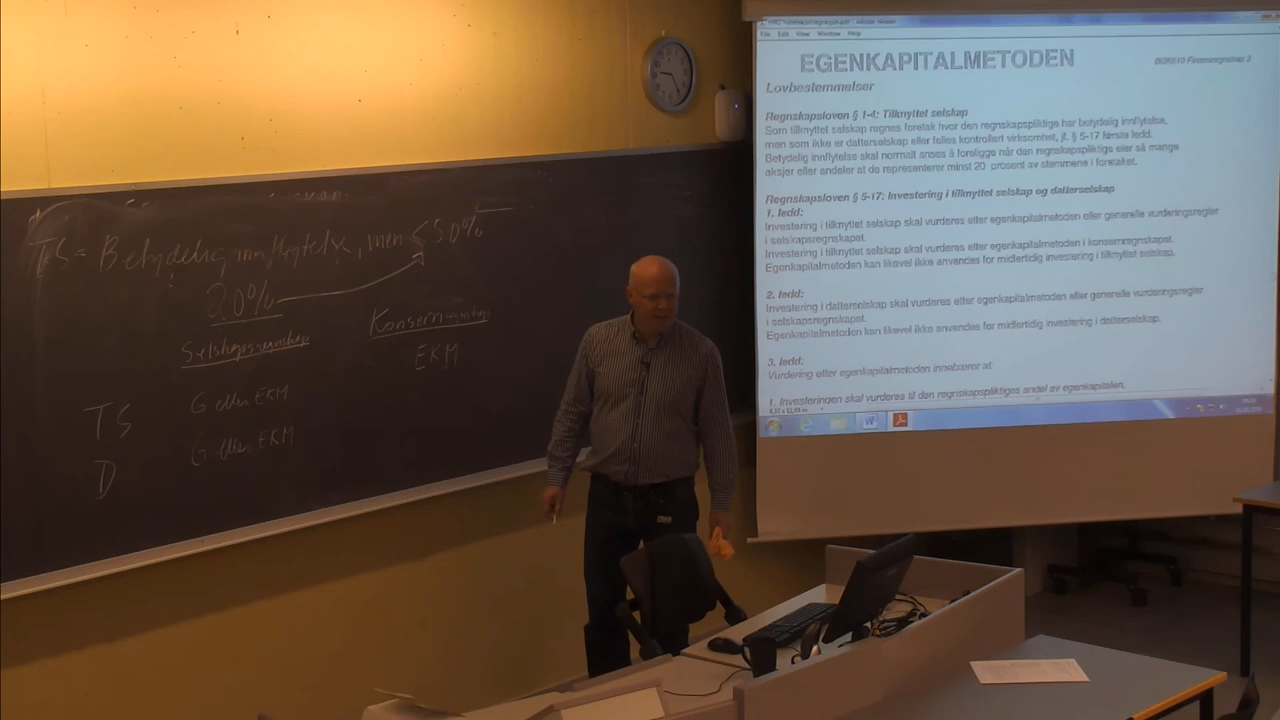 TS = Betydelig innflytelse, men ≤ 50%
20%
Selskapsregnskap
Konsernregnskap
EKM
TS G eller EKM
D G eller EKM
File Edit View Window Help
EGENKAPITALMETODEN
Finansregnskap
Lovbestemmelser
Regnskapsloven § 1-4: Tilknyttet selskap
Som tilknyttet selskap regnes foretak hvor den regnskapspliktige har betydelig innflytelse,
men som ikke er datterselskap eller felles kontrollert virksomhet, jf. § 5-17 første ledd.
Betydelig innflytelse skal normalt anses å foreligge når den regnskapspliktige eier så mange
aksjer eller andeler at de representerer minst 20 prosent av stemmene i foretaket.
Regnskapsloven § 5-17: Investering i tilknyttet selskap og datterselskap
1. ledd:
Investering i tilknyttet selskap skal vurderes etter egenkapitalmetoden eller generelle vurderingsregler
i selskapsregnskapet.
Investering i tilknyttet selskap skal vurderes etter egenkapitalmetoden i konsernregnskapet.
Egenkapitalmetoden kan likevel ikke anvendes for midlertidig investering i tilknyttet selskap.
2. ledd:
Investering i datterselskap skal vurderes etter egenkapitalmetoden eller generelle vurderingsregler
i selskapsregnskapet.
Egenkapitalmetoden kan likevel ikke anvendes for midlertidig investering i datterselskap.
3. ledd:
Vurdering etter egenkapitalmetoden innebærer at:
1. Investeringen skal vurderes til den regnskapspliktiges andel av egenkapitalen.